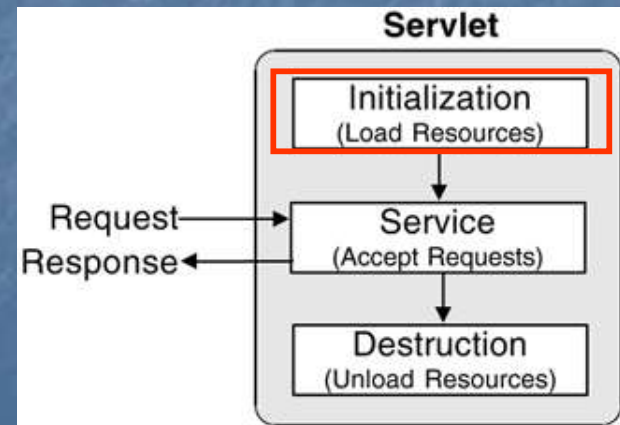 Servlet
Initialization
(Load Resources)
Request
Service
Response
(Accept Requests)
Destruction
(Unload Resources)